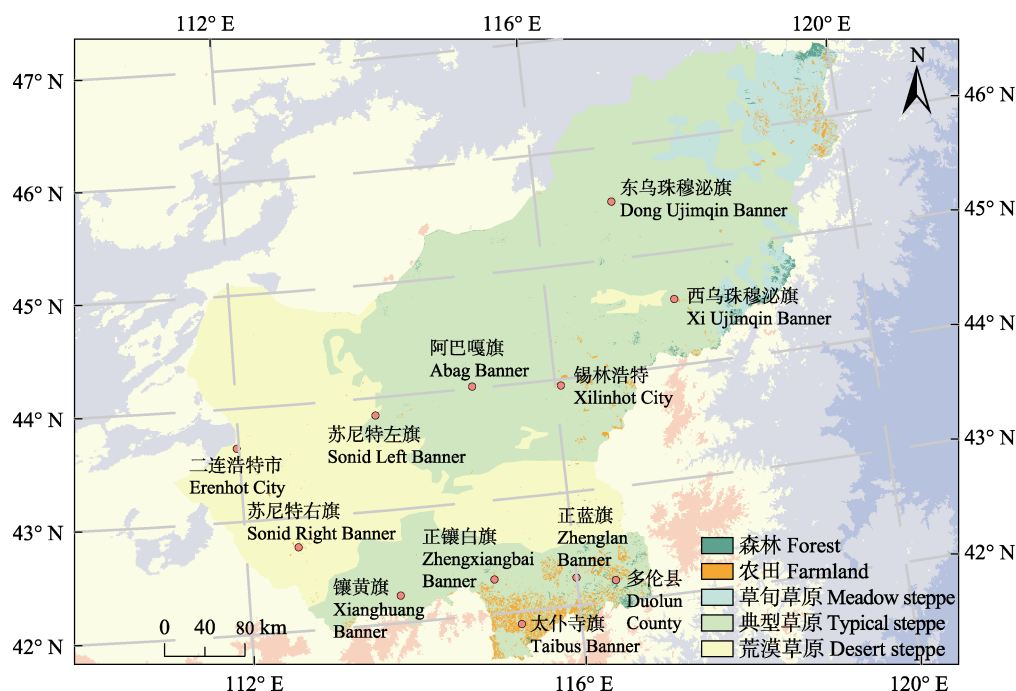 112° E
116° E
120° E
N
47° N
46° N
46° N
45° N
45° N
44° N
44° N
43° N
43° N
42° N
42° N
东乌珠穆泌旗
Dong Ujimqin Banner
西乌珠穆泌旗
Xi Ujimqin Banner
阿巴嘎旗
Abag Banner
锡林浩特
Xilinhot City
苏尼特左旗
Sonid Left Banner
二连浩特市
Erenhot City
苏尼特右旗
Sonid Right Banner
正镶白旗
Zhengxiangbai
Banner
正蓝旗
Zhenglan
Banner
镶黄旗
Xianghuang
Banner
多伦县
Duolun
County
太仆寺旗
Taibus Banner
0 40 80 km
森林 Forest
农田 Farmland
草甸草原 Meadow steppe
典型草原 Typical steppe
荒漠草原 Desert steppe
112° E
116° E
120° E